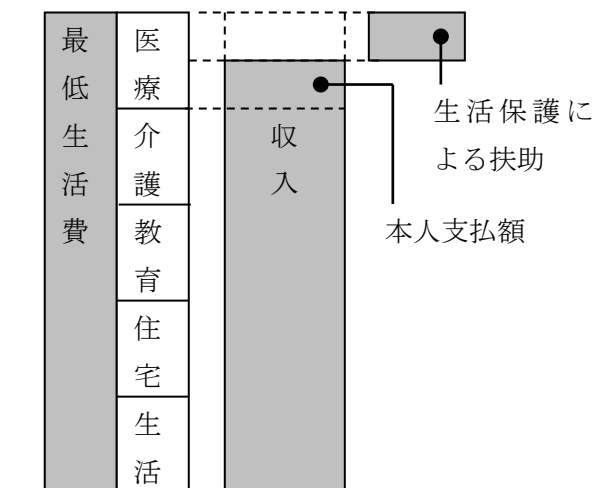 最低生活費
医療
介護
教育
住宅
生活
収入
生活保護に
よる扶助
本人支払額